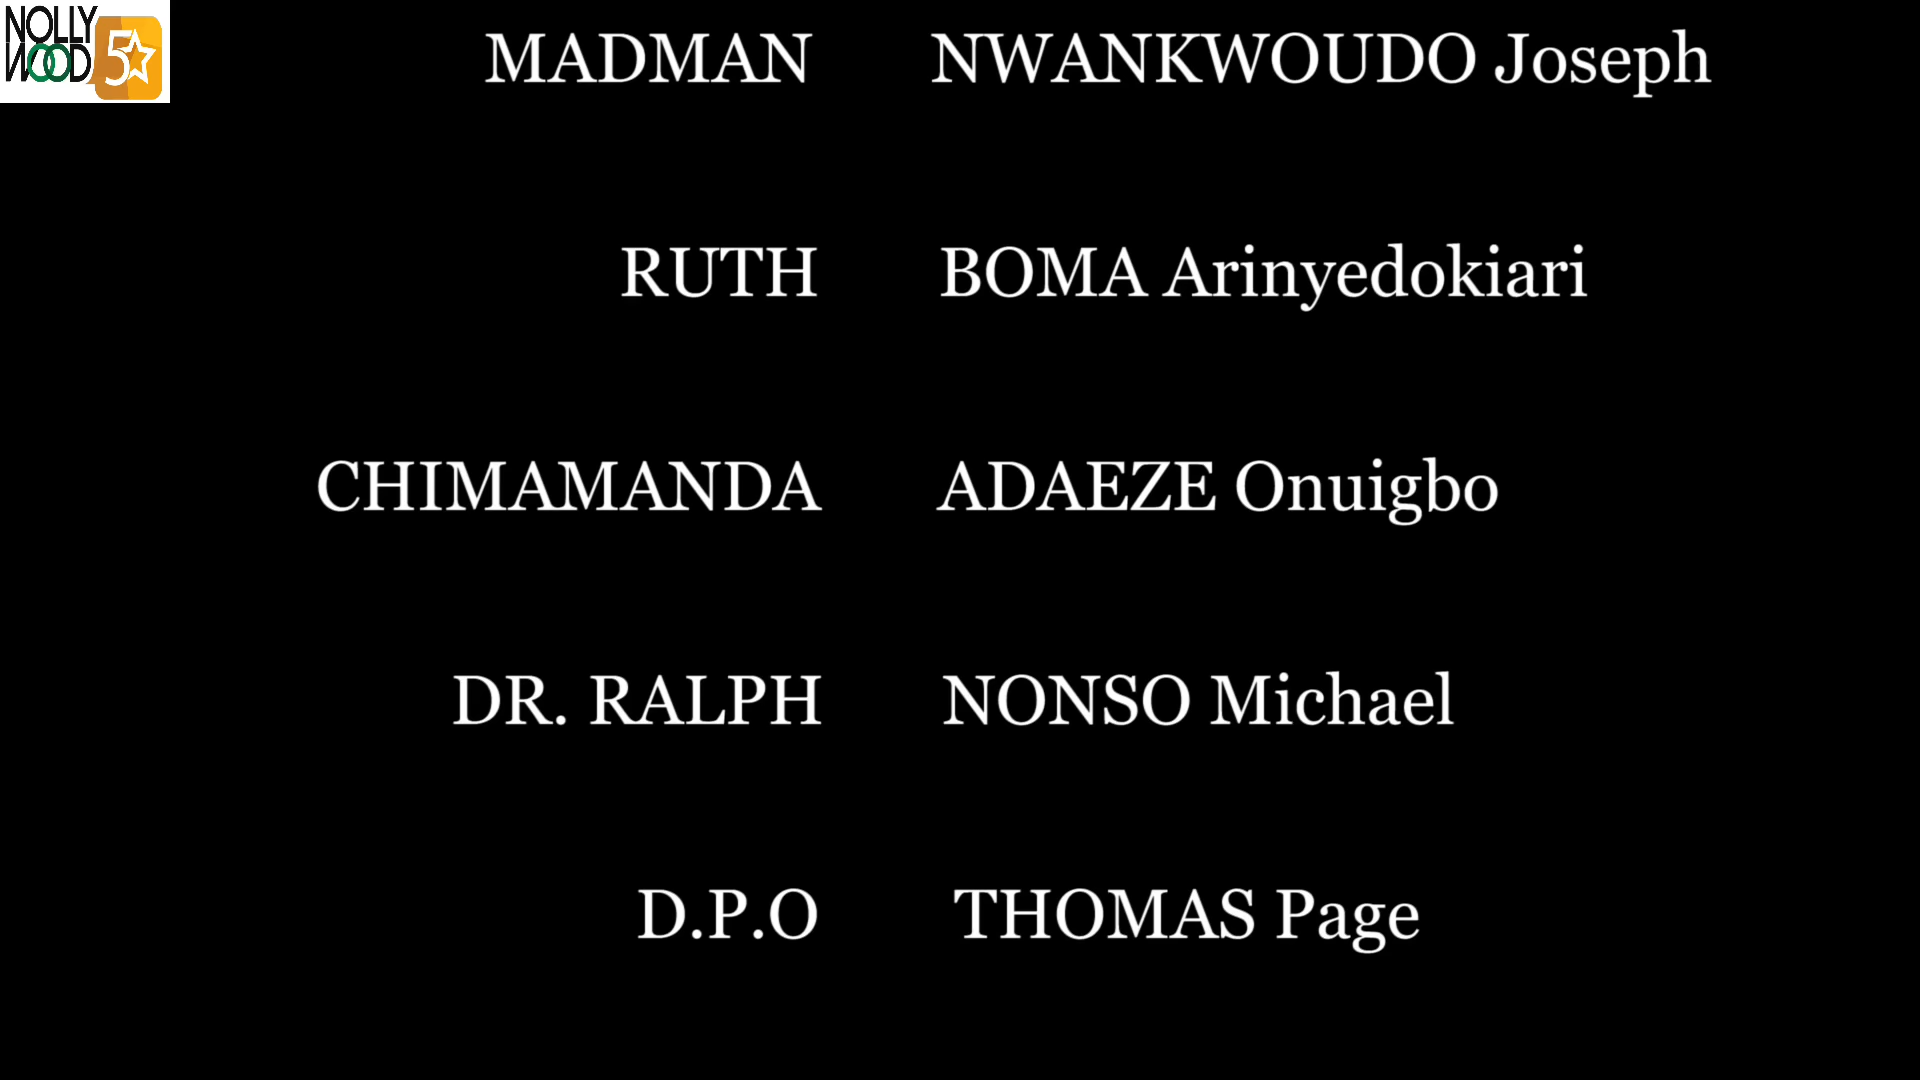 NOLLY
WOOD 5
MADMAN NWANKWOUDO Joseph
RUTH BOMA Arinyedokiari
CHIMAMANDA ADAEZE Onuigbo
DR. RALPH NONSO Michael
D.P.O THOMAS Page